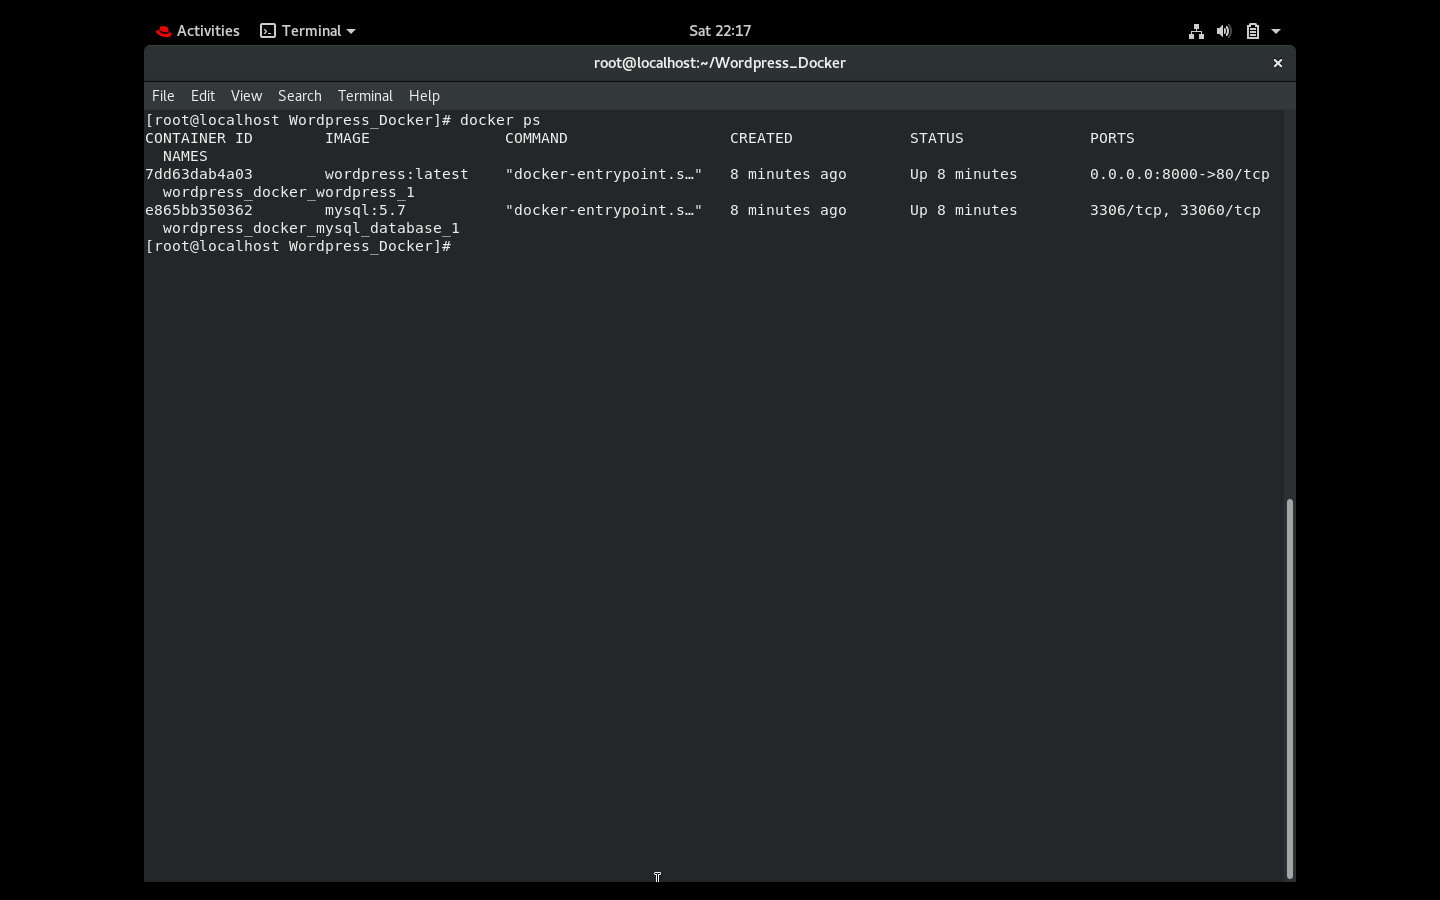 Activities Terminal Sat 22:17
root@localhost:~/Wordpress_Docker ×
File Edit View Search Terminal Help
[root@localhost Wordpress_Docker]# docker ps
CONTAINER ID        IMAGE               COMMAND                  CREATED             STATUS              PORTS
  NAMES
7dd63dab4a03        wordpress:latest    "docker-entrypoint.s…"   8 minutes ago       Up 8 minutes        0.0.0.0:8000->80/tcp
  wordpress_docker_wordpress_1
e865bb350362        mysql:5.7           "docker-entrypoint.s…"   8 minutes ago       Up 8 minutes        3306/tcp, 33060/tcp
  wordpress_docker_mysql_database_1
[root@localhost Wordpress_Docker]#